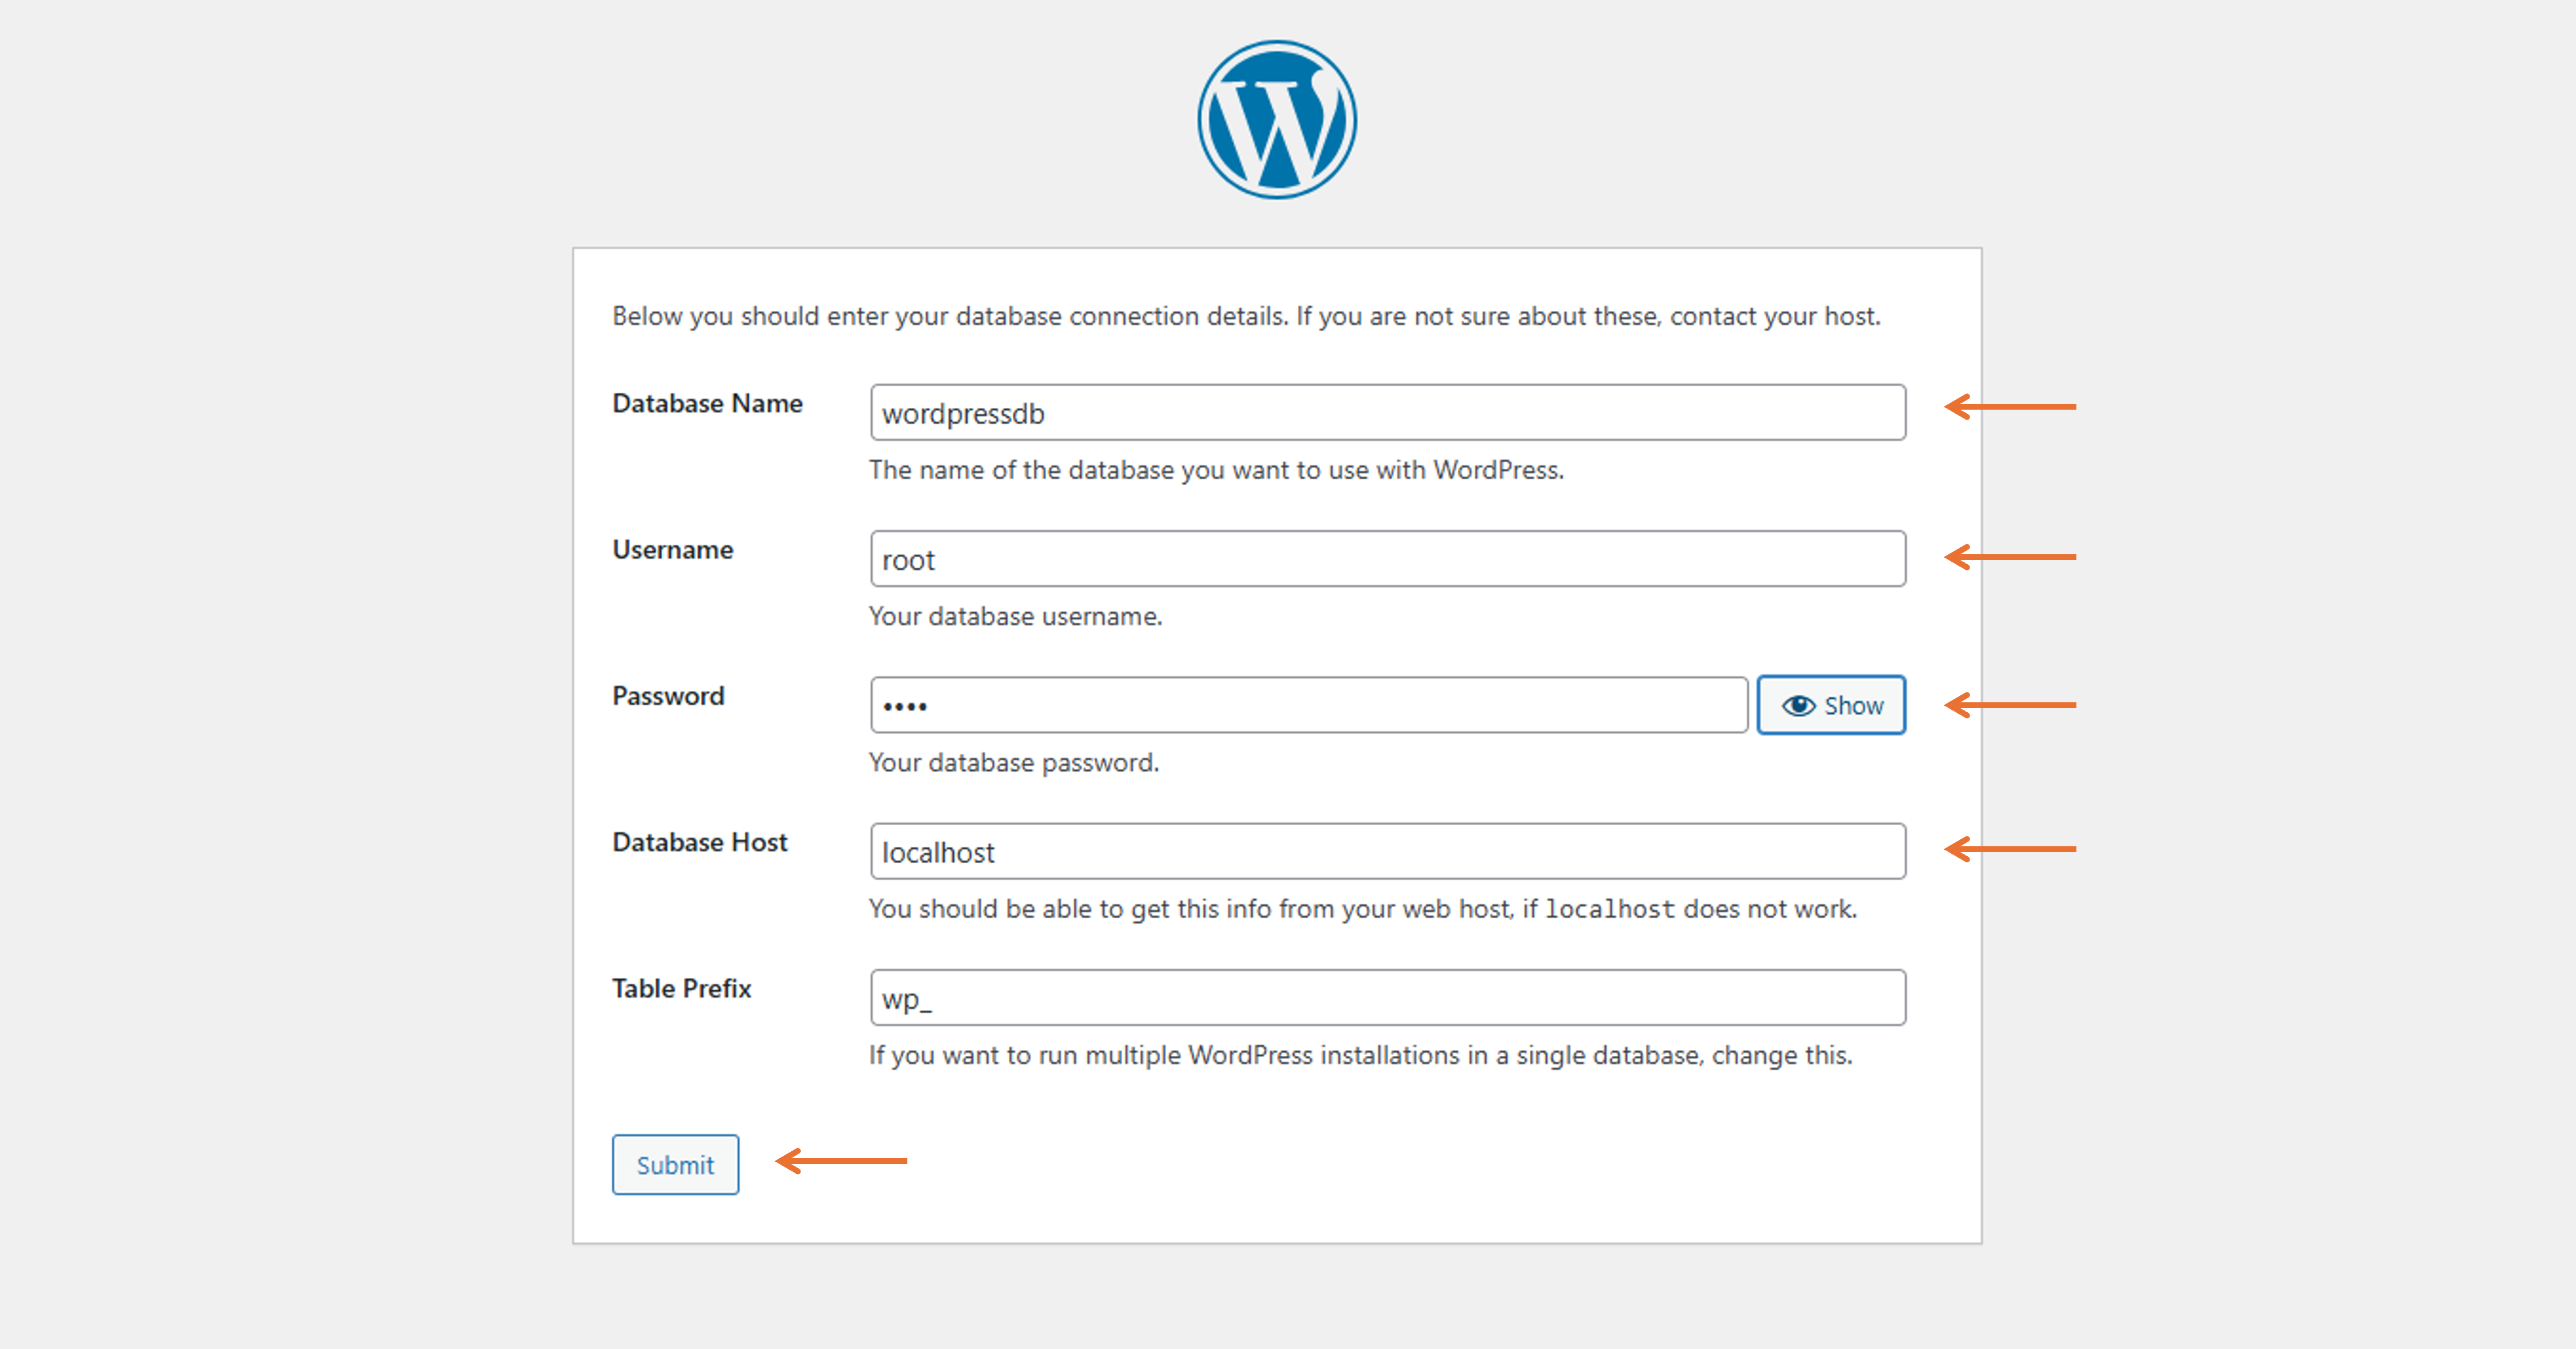 Below you should enter your database connection details. If you are not sure about these, contact your host.
Database Name
wordpressdb
The name of the database you want to use with WordPress.
Username
root
Your database username.
Password
••••
Show
Your database password.
Database Host
localhost
You should be able to get this info from your web host, if localhost does not work.
Table Prefix
wp_
If you want to run multiple WordPress installations in a single database, change this.
Submit